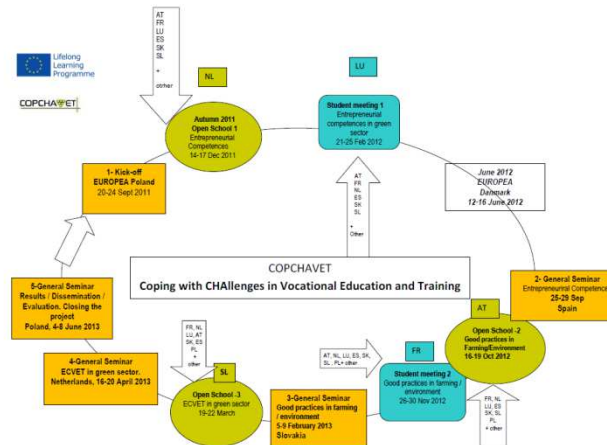 Lifelong
Learning
Programme
COPCHAVET
AT
FR
LU
ES
SK
SL
+
other
NL
Autumn 2011
Open School 1
Entrepreneurial
Competences
14-17 Dec 2011
LU
Student meeting 1
Entrepreneurial
competences in green
sector
21-25 Feb 2012
1- Kick-off
EUROPEA Poland
20-24 Sept 2011
AT
FR
NL
ES
SK
SL
+
Other
June 2012
EUROPEA
Danmark
12-16 June 2012
COPCHAVET
Coping with CHAllenges in Vocational Education and Training
2- General Seminar
Entrepreneurial Competence
25-29 Sep
Spain
5-General Seminar
Results / Dissemination /
Evaluation. Closing the
project
Poland, 4-8 June 2013
AT
Open School -2
Good practices in
Farming/Environment
16-19 Oct 2012
FR, NL
LU, AT
SK, ES
PL
+ other
AT, NL, LU, ES, SK,
SL, PL+ other
FR
Student meeting 2
Good practices in farming /
environment
26-30 Nov 2012
4-General Seminar
ECVET in green sector.
Netherlands, 16-20 April 2013
SL
Open School -3
ECVET in green sector
19-22 March
3-General Seminar
Good practices in farming
/ environment
5-9 February 2013
Slovakia
FR, NL
LU, ES
SK, SL
PL
+ other